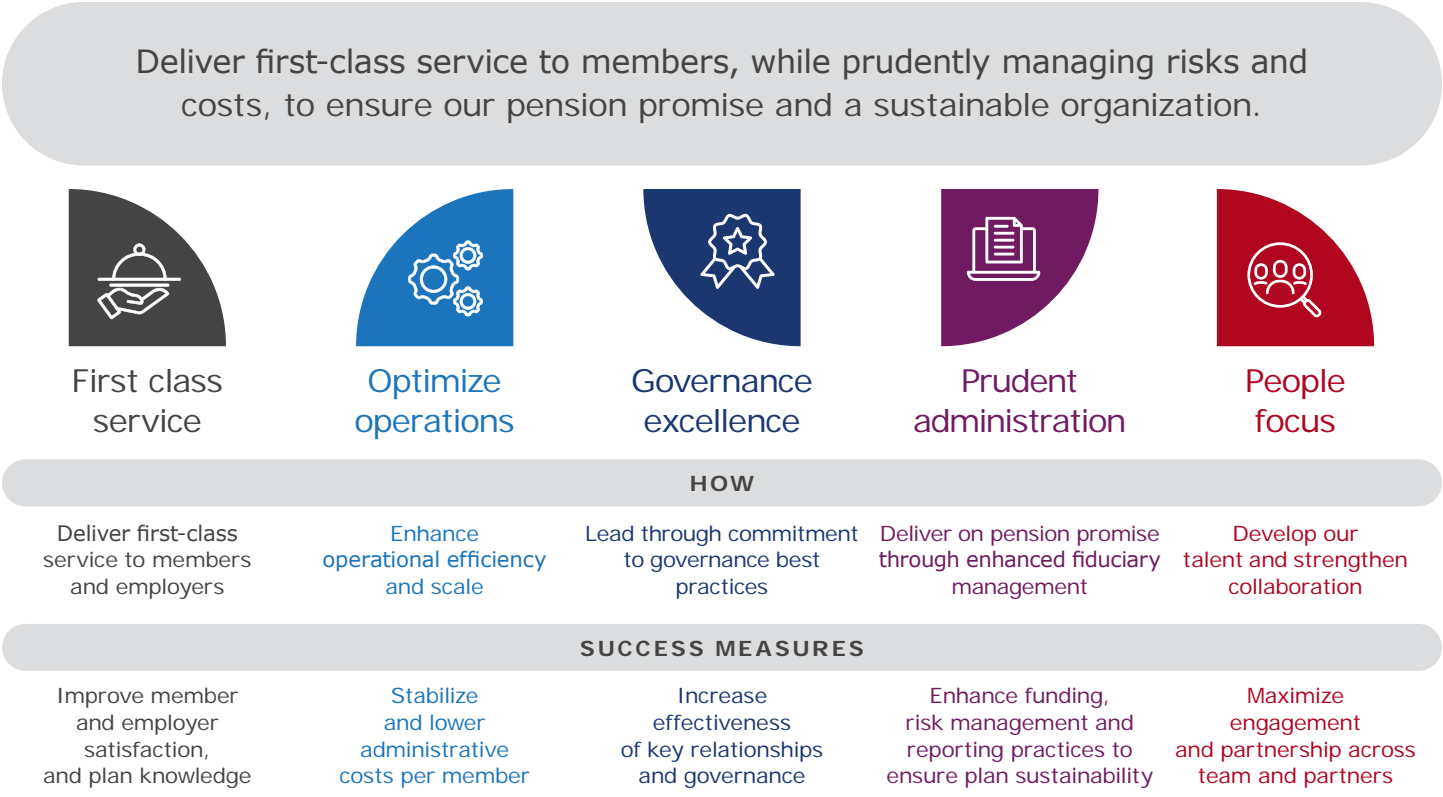 Deliver first-class service to members, while prudently managing risks and
costs, to ensure our pension promise and a sustainable organization.
First class
service
Optimize
operations
Governance
excellence
Prudent
administration
People
focus
HOW
Deliver first-class
service to members
and employers
Enhance
operational efficiency
and scale
Lead through commitment
to governance best
practices
Deliver on pension promise
through enhanced fiduciary
management
Develop our
talent and strengthen
collaboration
SUCCESS MEASURES
Improve member
and employer
satisfaction,
and plan knowledge
Stabilize
and lower
administrative
costs per member
Increase
effectiveness
of key relationships
and governance
Enhance funding,
risk management and
reporting practices to
ensure plan sustainability
Maximize
engagement
and partnership across
team and partners